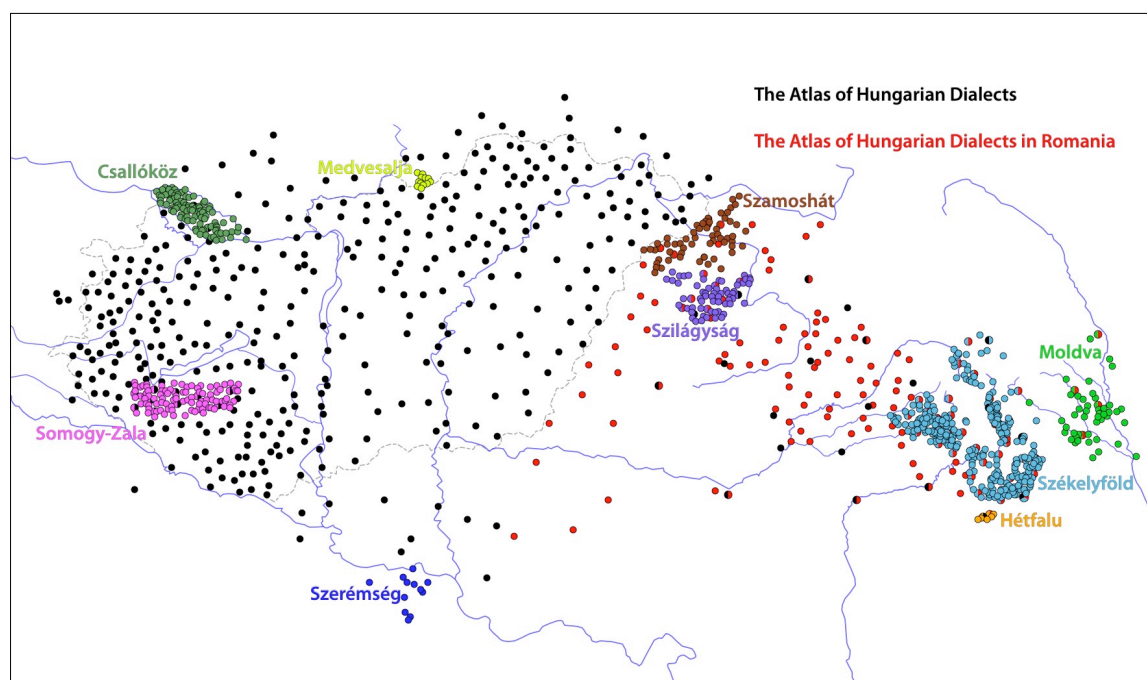 The Atlas of Hungarian Dialects
The Atlas of Hungarian Dialects in Romania
Csallóköz
Medvesalja
Szamoshát
Szilágyság
Moldva
Somogy-Zala
Székelyföld
Hétfalu
Szerémség